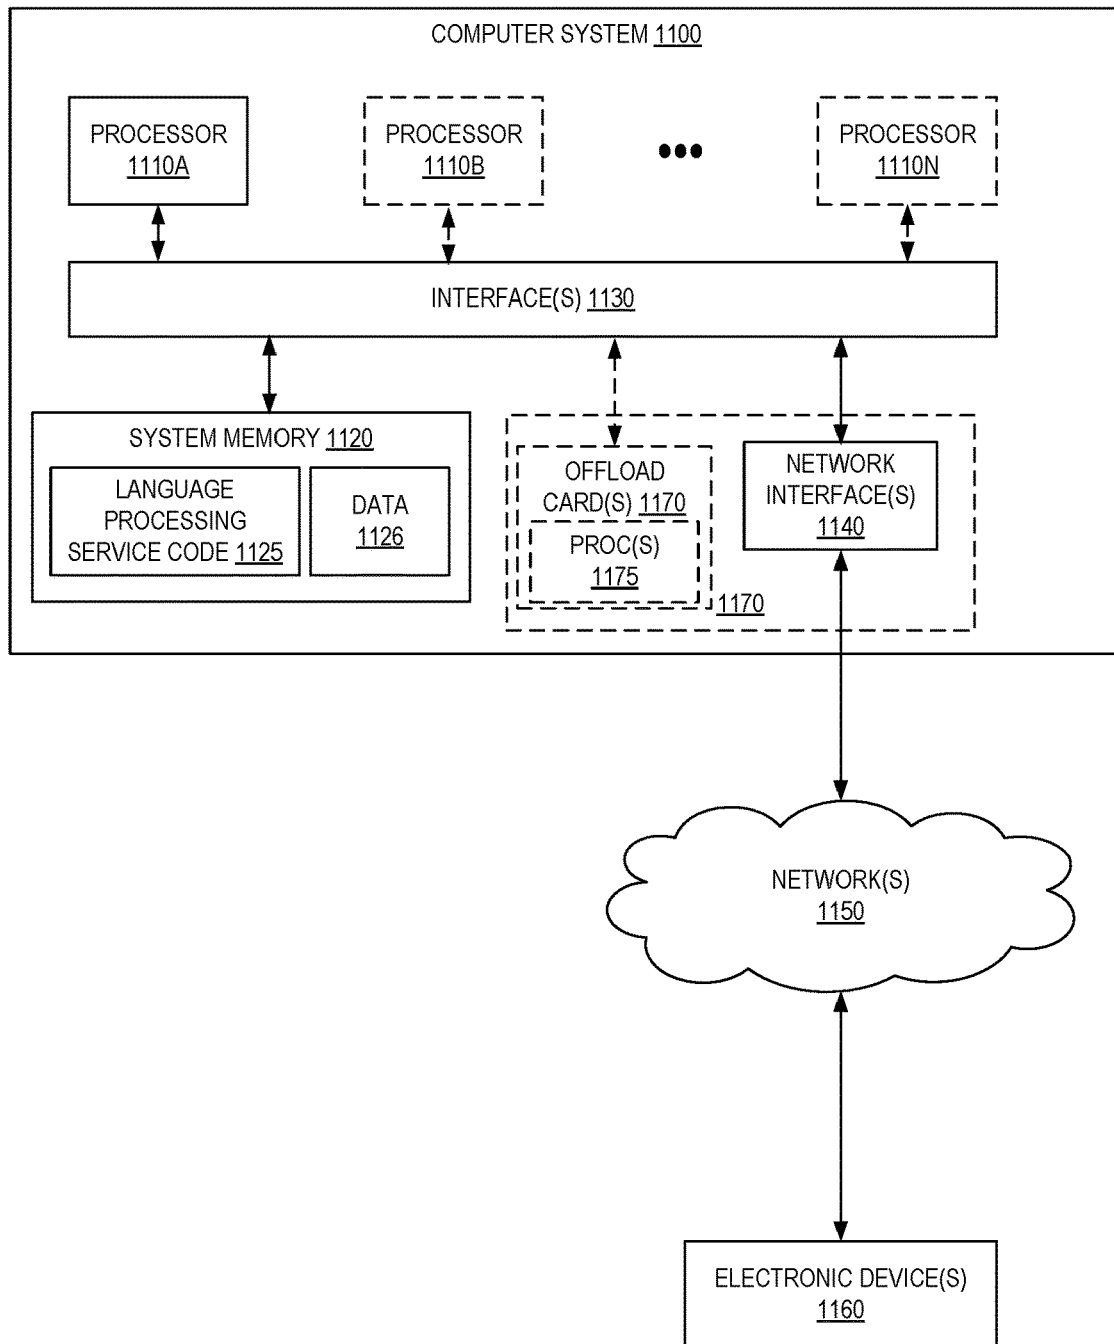 COMPUTER SYSTEM 1100
PROCESSOR
1110A
PROCESSOR
1110B
PROCESSOR
1110N
INTERFACE(S) 1130
SYSTEM MEMORY 1120
LANGUAGE
PROCESSING
SERVICE CODE 1125
DATA
1126
OFFLOAD
CARD(S) 1170
PROC(S)
1175
1170
NETWORK
INTERFACE(S)
1140
NETWORK(S)
1150
ELECTRONIC DEVICE(S)
1160